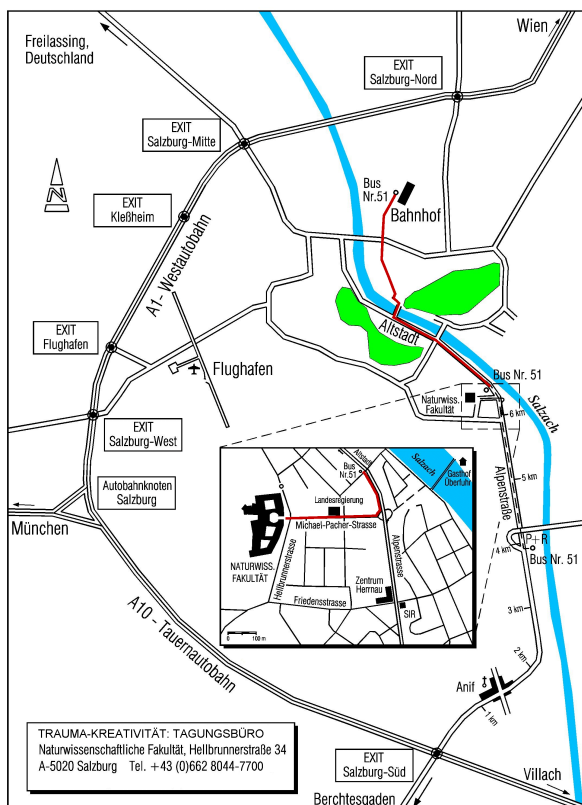 Freilassing,
Deutschland
Wien
EXIT
Salzburg-Nord
EXIT
Salzburg-Mitte
N
Bus
Nr.51
Bahnhof
EXIT
Kleßheim
A1- Westautobahn
Altstadt
EXIT
Flughafen
Flughafen
Bus Nr. 51
Naturwiss.
Fakultät
Salzach
6 km
EXIT
Salzburg-West
5 km
Alpenstraße
Autobahnknoten
Salzburg
München
P+R
4 km
Bus Nr. 51
Altstadt
Bus
Nr.51
Salzach
Gasthof
Überfuhr
Landesregierung
Michael-Pacher-Strasse
NATURWISS.
FAKULTÄT
Hellbrunnerstrasse
Alpenstrasse
Zentrum
Herrnau
Friedensstrasse
SIR
0
100 m
3 km
A10 - Tauernautobahn
2 km
Anif
1 km
TRAUMA-KREATIVITÄT: TAGUNGSBÜRO
Naturwissenschaftliche Fakultät, Hellbrunnerstraße 34
A-5020 Salzburg Tel. +43 (0)662 8044-7700
EXIT
Salzburg-Süd
Villach
Berchtesgaden